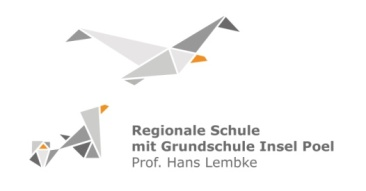 Regionale Schule
mit Grundschule Insel Poel
Prof. Hans Lembke